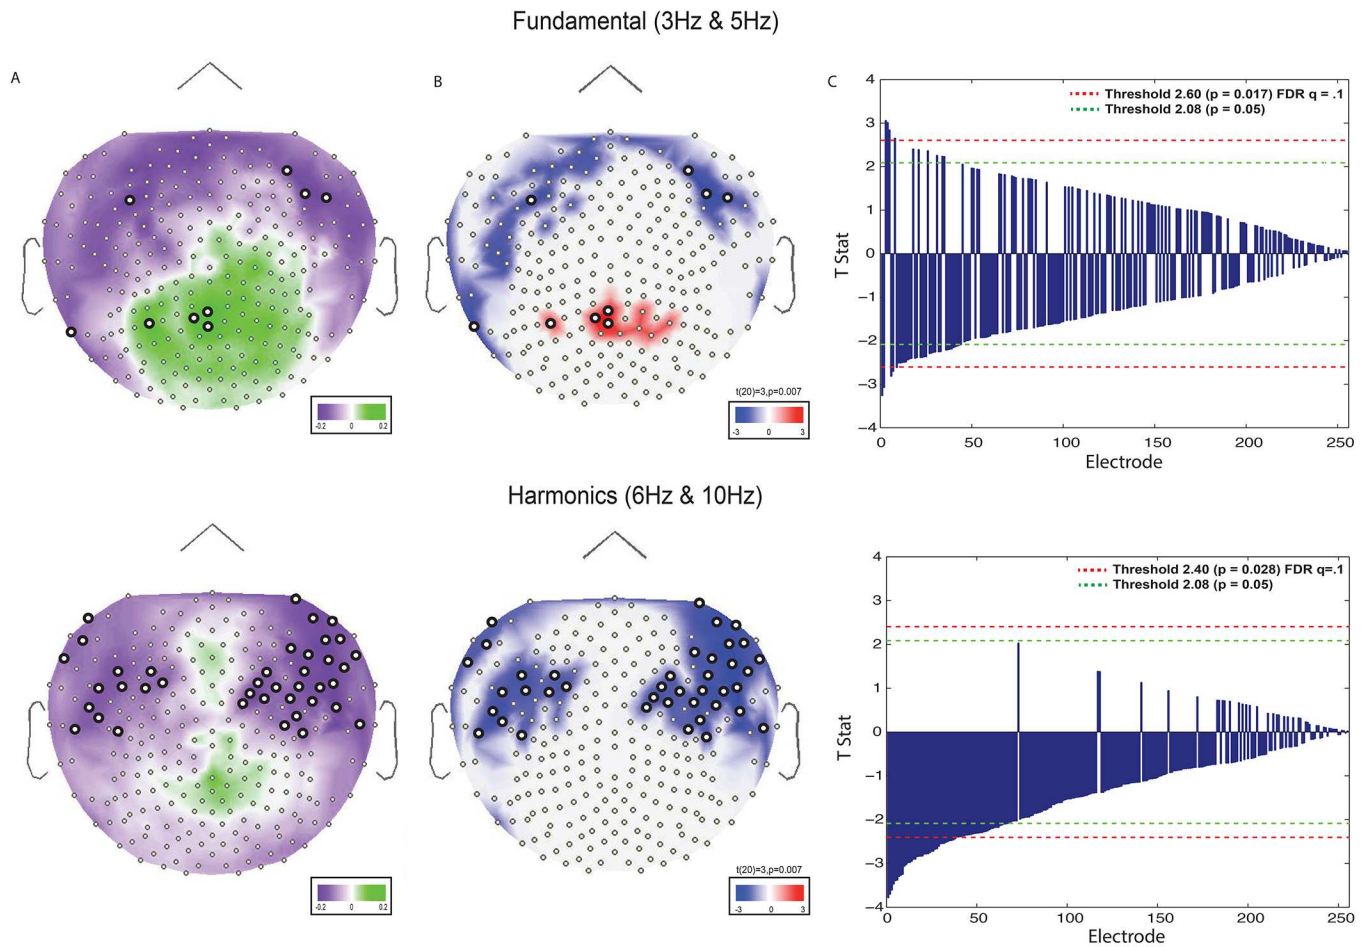 Fundamental (3Hz & 5Hz)
A
B
C
-0.2 0 0.2
t(20)=3,p=0.007
-3 0 3
Threshold 2.60 (p = 0.017) FDR q = .1
Threshold 2.08 (p = 0.05)
4
3
2
1
0
−1
−2
−3
−4
T Stat
0 50 100 150 200 250
Electrode
Harmonics (6Hz & 10Hz)
-0.2 0 0.2
t(20)=3,p=0.007
-3 0 3
Threshold 2.40 (p = 0.028) FDR q=.1
Threshold 2.08 (p = 0.05)
4
3
2
1
0
−1
−2
−3
−4
T Stat
0 50 100 150 200 250
Electrode